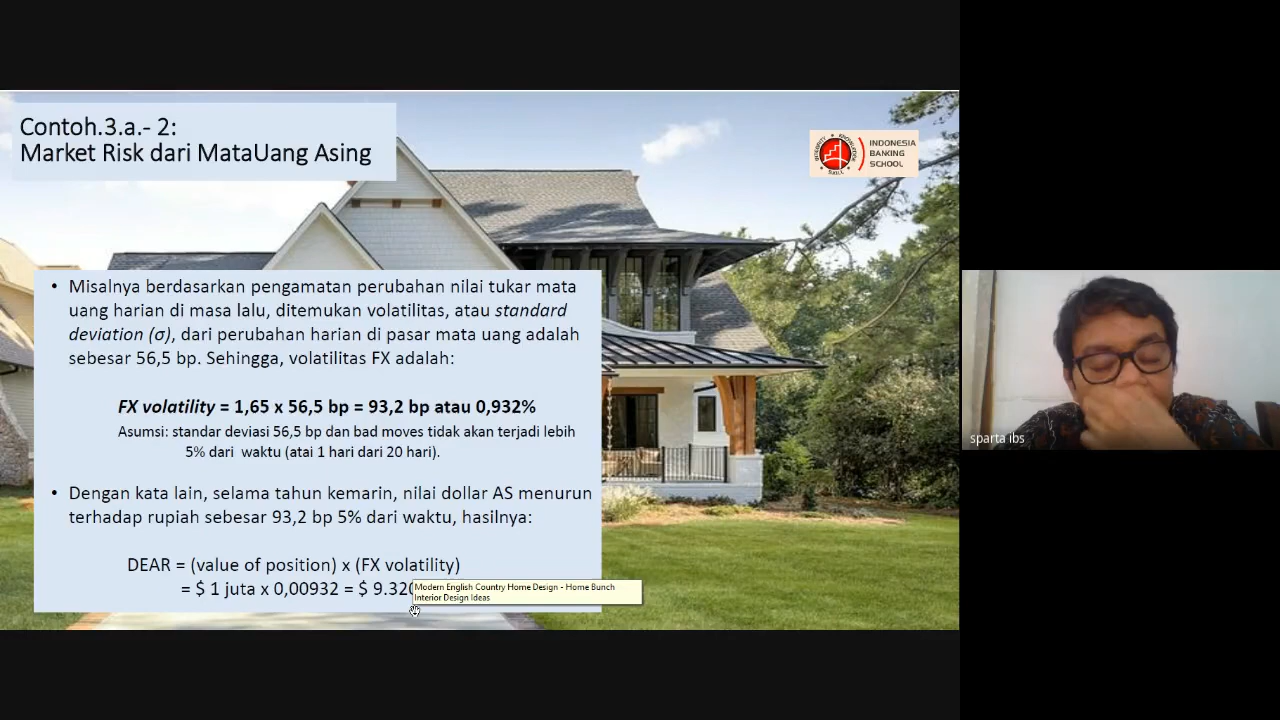 Contoh.3.a.- 2:
Market Risk dari MataUang Asing
INDONESIA
BANKING
SCHOOL
• Misalnya berdasarkan pengamatan perubahan nilai tukar mata
uang harian di masa lalu, ditemukan volatilitas, atau standard
deviation (σ), dari perubahan harian di pasar mata uang adalah
sebesar 56,5 bp. Sehingga, volatilitas FX adalah:
FX volatility = 1,65 x 56,5 bp = 93,2 bp atau 0,932%
Asumsi: standar deviasi 56,5 bp dan bad moves tidak akan terjadi lebih
5% dari waktu (atai 1 hari dari 20 hari).
• Dengan kata lain, selama tahun kemarin, nilai dollar AS menurun
terhadap rupiah sebesar 93,2 bp 5% dari waktu, hasilnya:
DEAR = (value of position) x (FX volatility)
= $ 1 juta x 0,00932 = $ 9.320
Modern English Country Home Design - Home Bunch
Interior Design Ideas
sparta ibs